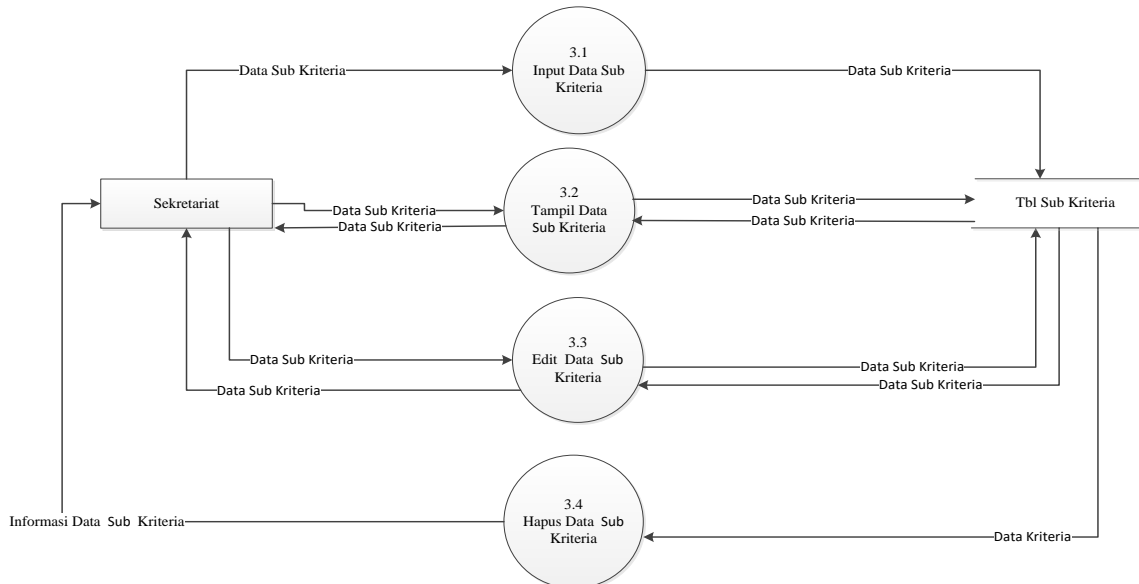 3.1
Input Data Sub
Kriteria
Data Sub Kriteria
Data Sub Kriteria
Sekretariat
3.2
Tampil Data
Sub Kriteria
Data Sub Kriteria
Data Sub Kriteria
Data Sub Kriteria
Data Sub Kriteria
Tbl Sub Kriteria
3.3
Edit Data Sub
Kriteria
Data Sub Kriteria
Data Sub Kriteria
Data Sub Kriteria
Data Sub Kriteria
3.4
Hapus Data Sub
Kriteria
Informasi Data Sub Kriteria
Data Kriteria